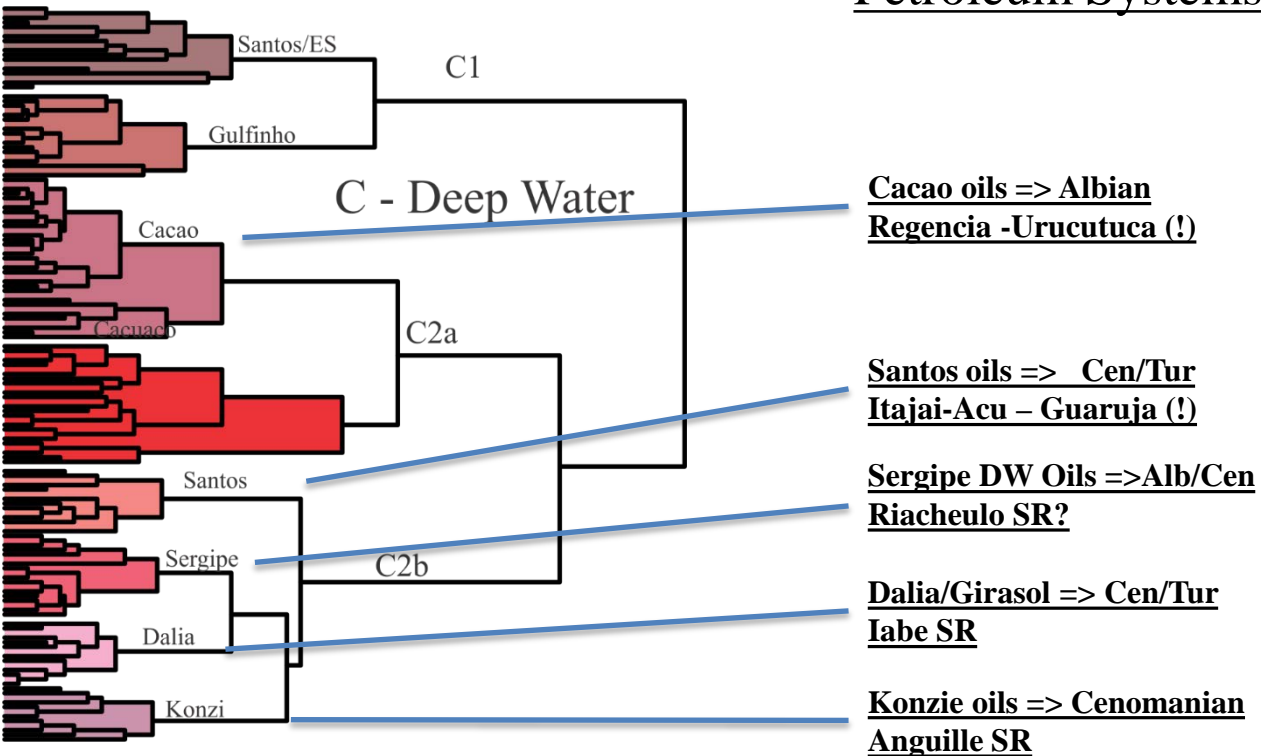 Petroleum Systems
Santos/ES
C1
Gulfinho
C - Deep Water
Cacao
Cacuaco
C2a
Santos
Sergipe
C2b
Dalia
Konzi
Cacao oils => Albian
Regencia -Urucutuca (!)
Santos oils => Cen/Tur
Itajai-Acu – Guaruja (!)
Sergipe DW Oils =>Alb/Cen
Riacheulo SR?
Dalia/Girasol => Cen/Tur
Iabe SR
Konzie oils => Cenomanian
Anguille SR